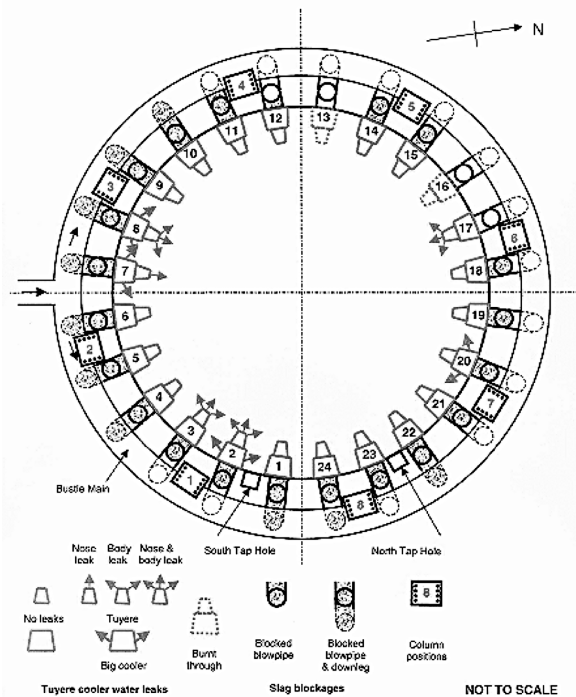 N
4
5
12
13
11
14
10
15
3
9
16
8
17
6
7
18
6
19
2
5
20
4
21
7
3
22
2
23
1
24
1
8
Bustle Main
South Tap Hole
North Tap Hole
Nose leak
Body leak
Nose & body leak
No leaks
Tuyere
Big cooler
Burnt through
Blocked blowpipe
Blocked blowpipe & downleg
8
Column positions
Tuyere cooler water leaks
Slag blockages
NOT TO SCALE